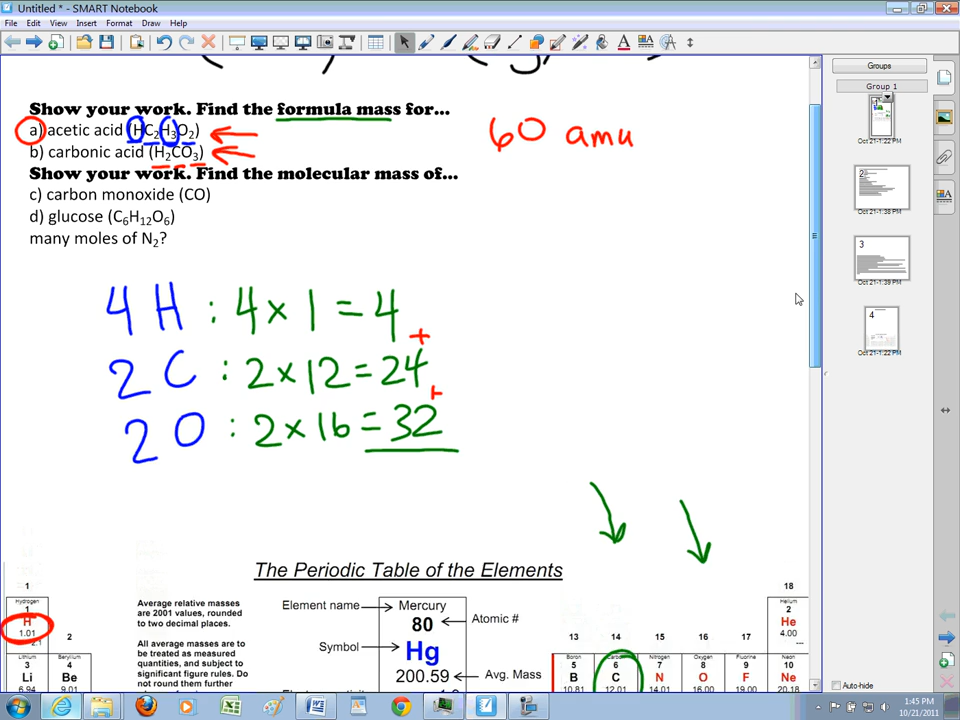 Untitled * - SMART Notebook
File Edit View Insert Format Draw Help
Groups
Group 1
Show your work. Find the formula mass for...
a) acetic acid (HC2H3O2)
60 amu
b) carbonic acid (H2CO3)
Show your work. Find the molecular mass of...
c) carbon monoxide (CO)
d) glucose (C6H12O6)
many moles of N2?
4 H : 4 × 1 = 4
+
2 C : 2 × 12 = 24
+
2 O : 2 × 16 = 32
Oct 21-1:22 PM
2
Oct 21-1:38 PM
3
Oct 21-1:38 PM
4
Oct 21-1:22 PM
The Periodic Table of the Elements
1
18
Hydrogen
1
H
1.01
2.1
2
Average relative masses
are 2001 values, rounded
to two decimal places.
All average masses are to
be treated as measured
quantities, and subject to
significant figure rules. Do
not round them further
Element name
Mercury
80
Atomic #
Symbol
Hg
200.59
Avg. Mass
Helium
2
He
4.00
13 14 15 16 17
Lithium
3
Li
6.94
Beryllium
4
Be
9.01
Boron
5
B
10.81
Carbon
6
C
12.01
Nitrogen
7
N
14.01
Oxygen
8
O
16.00
Fluorine
9
F
19.00
Neon
10
Ne
20.18
Auto-hide
1:45 PM
10/21/2011